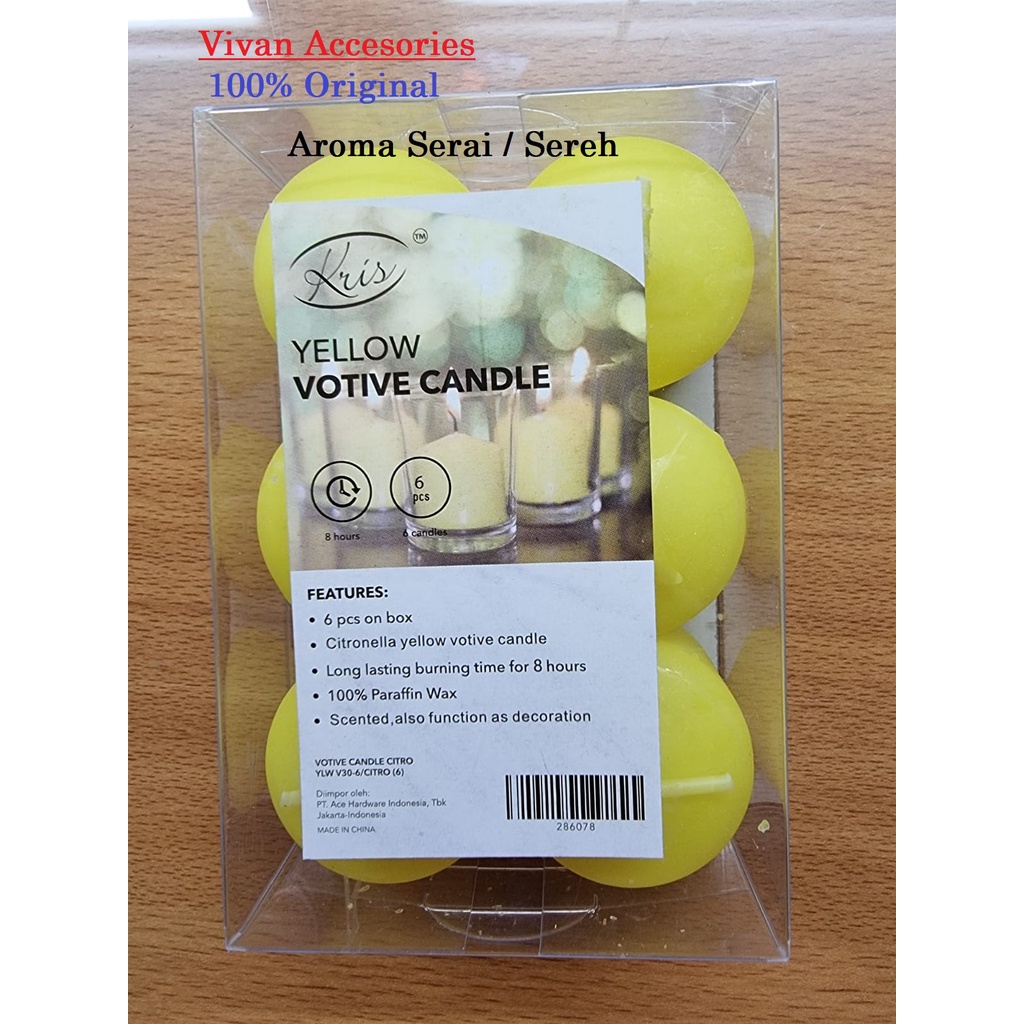 Vivan Accesories
100% Original
Aroma Serai / Sereh
Kris TM
YELLOW
VOTIVE CANDLE
6
pcs
8 hours
6 candles
FEATURES:
• 6 pcs on box
• Citronella yellow votive candle
• Long lasting burning time for 8 hours
• 100% Paraffin Wax
• Scented,also function as decoration
VOTIVE CANDLE CITRO
YLW V30-6/CITRO (6)
Diimpor oleh:
PT. Ace Hardware Indonesia, Tbk
Jakarta-Indonesia
MADE IN CHINA
286078